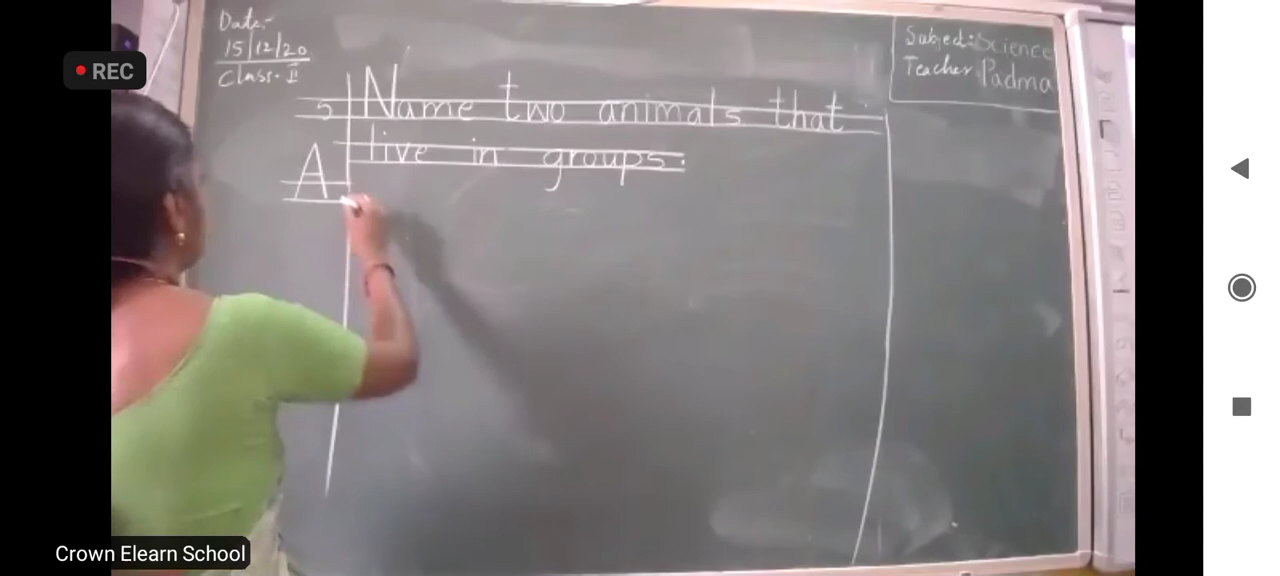 Date:-
15/12/20
Class- II
Subject: Science
Teacher: Padma
REC
5 Name two animals that
live in groups.
A
Crown Elearn School